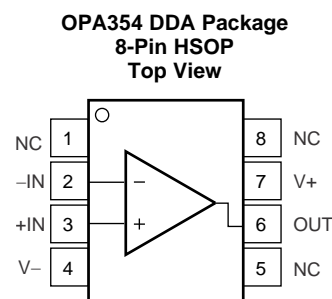 OPA354 DDA Package
8-Pin HSOP
Top View
NC 1 8 NC
–IN 2 − 7 V+
+IN 3 + 6 OUT
V– 4 5 NC